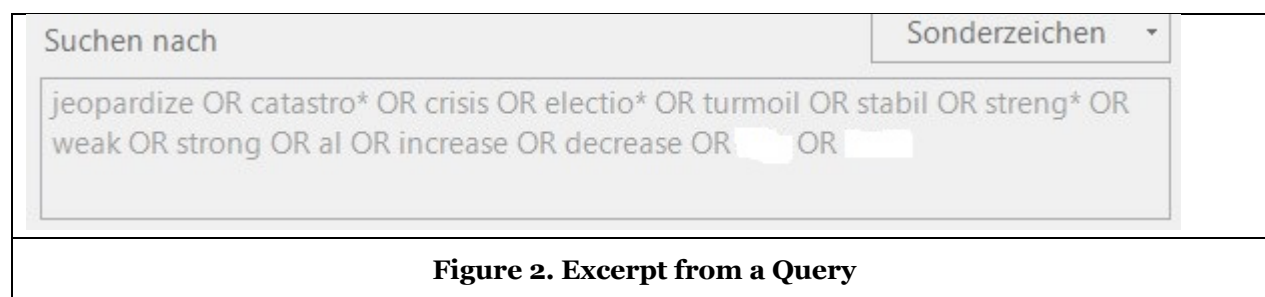 Suchen nach
Sonderzeichen
jeopardize OR catastro* OR crisis OR electio* OR turmoil OR stabil OR streng* OR
weak OR strong OR al OR increase OR decrease OR OR
Figure 2. Excerpt from a Query